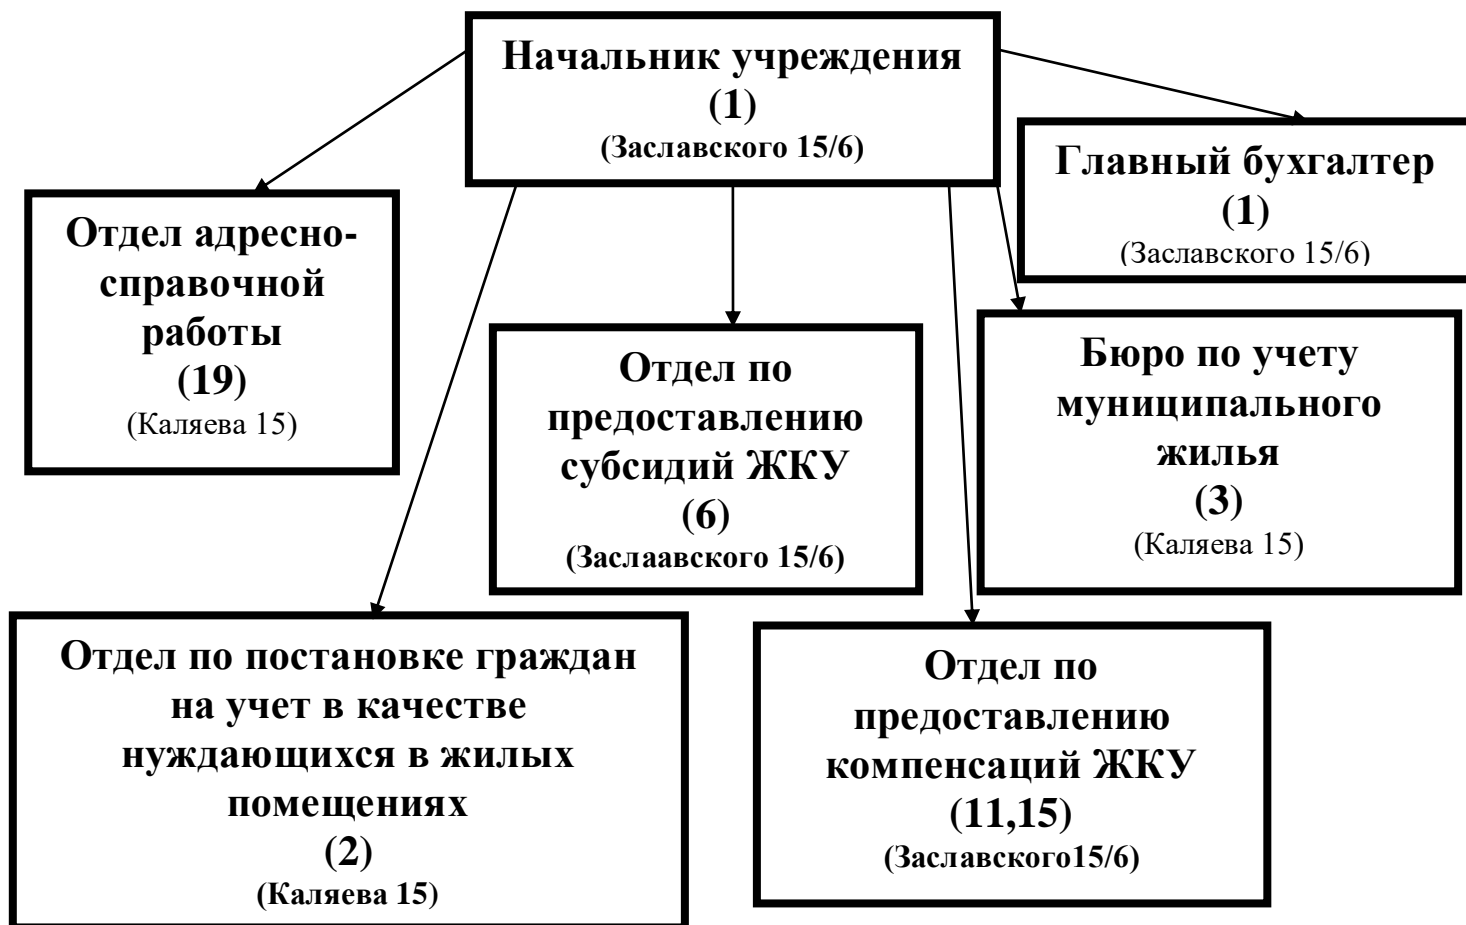 Начальник учреждения
(1)
(Заславского 15/6)
Главный бухгалтер
(1)
(Заславского 15/6)
Отдел адресно-
справочной
работы
(19)
(Каляева 15)
Отдел по
предоставлению
субсидий ЖКУ
(6)
(Заслаавского 15/6)
Бюро по учету
муниципального
жилья
(3)
(Каляева 15)
Отдел по постановке граждан
на учет в качестве
нуждающихся в жилых
помещениях
(2)
(Каляева 15)
Отдел по
предоставлению
компенсаций ЖКУ
(11,15)
(Заславского15/6)